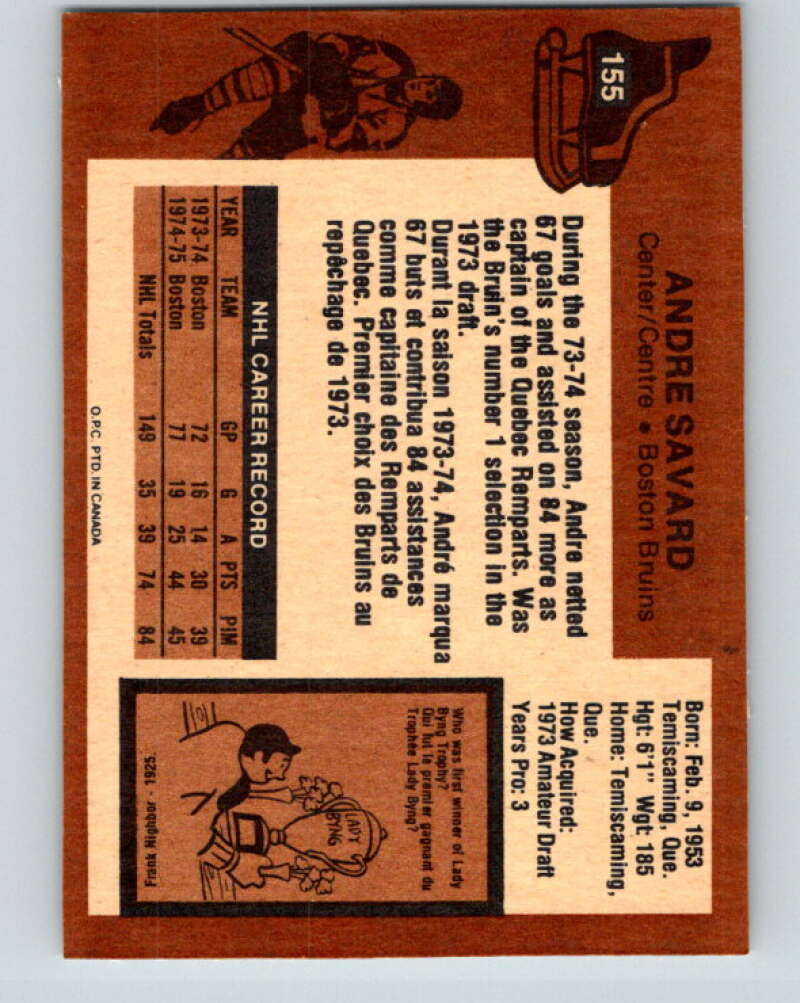 155
ANDRE SAVARD
Center/Centre • Boston Bruins
Born: Feb. 9, 1953
Temiscaming, Que.
Hgt: 6'1" Wgt: 185
Home: Temiscaming,
Que.
How Acquired:
1973 Amateur Draft
Years Pro: 3
During the 73-74 season, Andre netted
67 goals and assisted on 84 more as
captain of the Quebec Remparts. Was
the Bruin's number 1 selection in the
1973 draft.
Durant la saison 1973-74, André marqua
67 buts et contribua 84 assistances
comme capitaine des Remparts de
Quebec. Premier choix des Bruins au
repêchage de 1973.
NHL CAREER RECORD
YEAR TEAM GP G A PTS PIM
1973-74 Boston 72 16 14 30 39
1974-75 Boston 77 19 25 44 45
NHL Totals 149 35 39 74 84
O.P.C. PTD. IN CANADA
Who was first winner of Lady
Byng Trophy?
Qui fut le premier gagnant du
Trophée Lady Byng?
LADY
BYNG
Frank Nighbor - 1925.